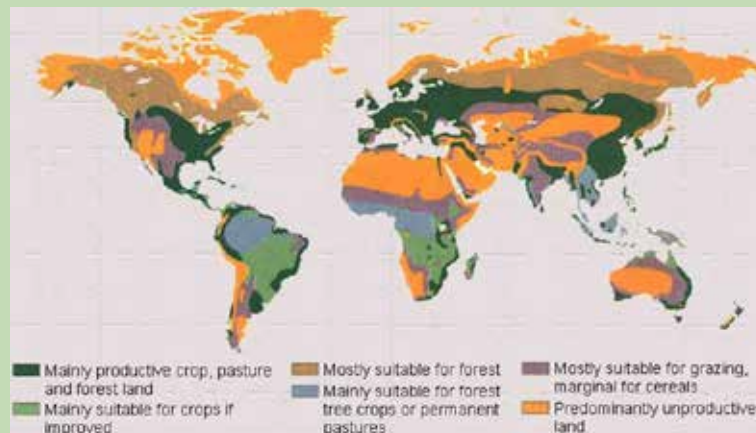 Mainly productive crop, pasture
and forest land
Mainly suitable for crops if
improved
Mostly suitable for forest
Mainly suitable for forest
tree crops or permanent
pastures
Mostly suitable for grazing,
marginal for cereals
Predominantly unproductive
land